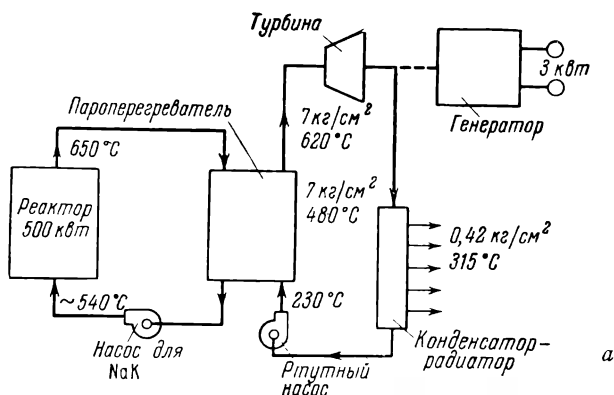 Турбина
3 квт
Генератор
Пароперегреватель
7 кг/см²
620°С
650°С
Реактор
500 квт
7 кг/см²
480°С
0,42 кг/см²
315°С
~540°С
230°С
Насос для
NaK
Ртутный
насос
Конденсатор-
радиатор
а